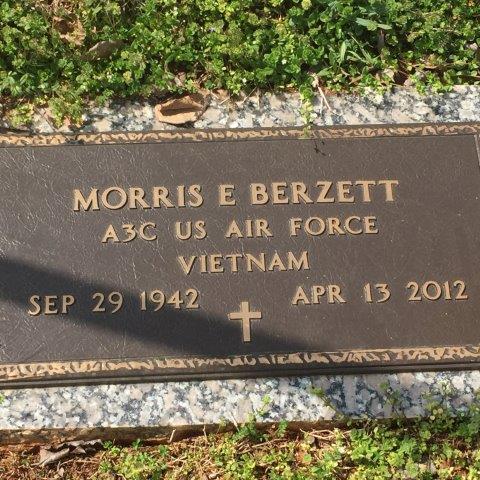 MORRIS E BERZETT
A3C US AIR FORCE
VIETNAM
SEP 29 1942 APR 13 2012